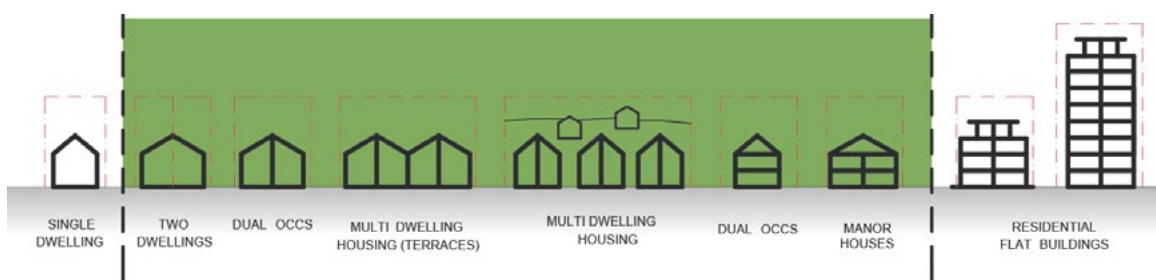 SINGLE
DWELLING
TWO
DWELLINGS
DUAL OCCS
MULTI DWELLING
HOUSING (TERRACES)
MULTI DWELLING
HOUSING
DUAL OCCS
MANOR
HOUSES
RESIDENTIAL
FLAT BUILDINGS